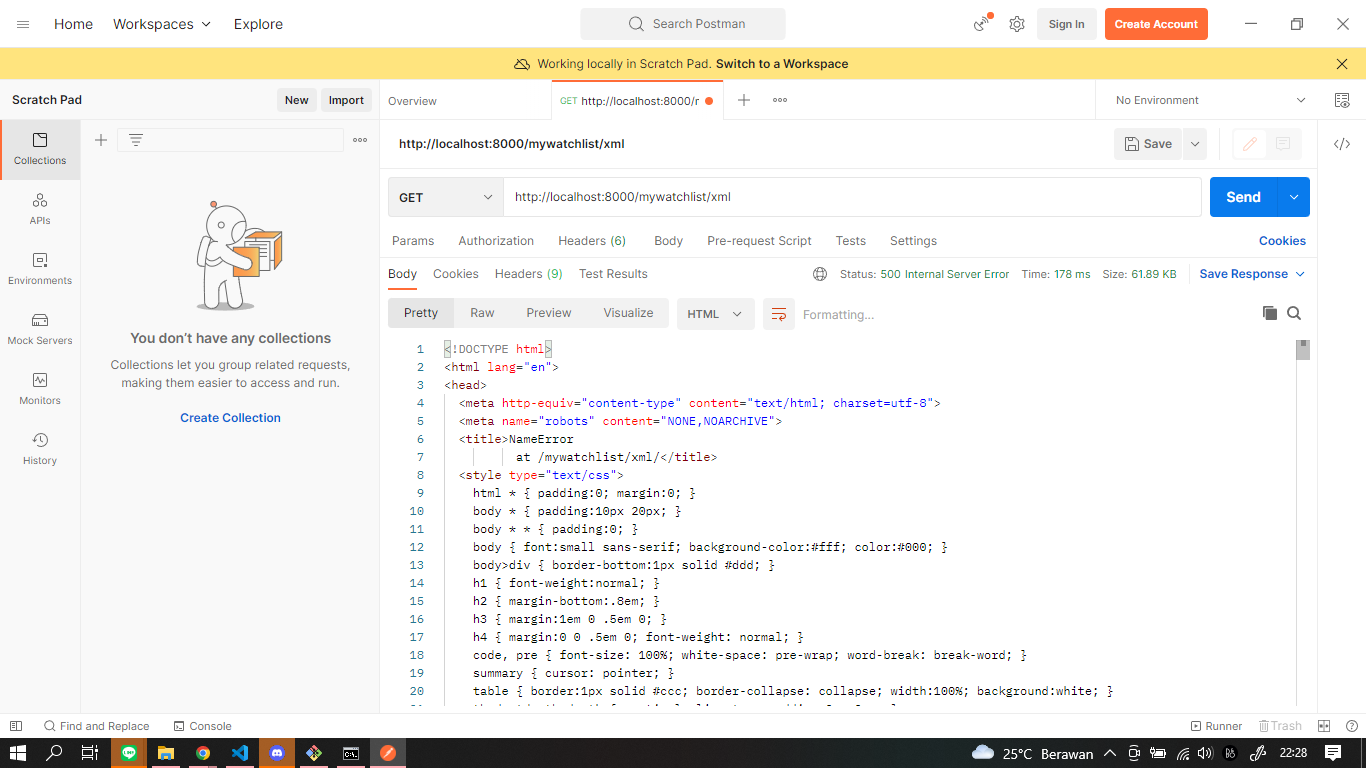 Home
Workspaces
Explore
Search Postman
Sign In
Create Account
Working locally in Scratch Pad. Switch to a Workspace
Scratch Pad
New
Import
Overview
GET http://localhost:8000/r
No Environment
Collections
APIs
Environments
Mock Servers
Monitors
History
You don't have any collections
Collections let you group related requests,
making them easier to access and run.
Create Collection
http://localhost:8000/mywatchlist/xml
Save
GET
http://localhost:8000/mywatchlist/xml
Send
Params
Authorization
Headers (6)
Body
Pre-request Script
Tests
Settings
Cookies
Body
Cookies
Headers (9)
Test Results
Status: 500 Internal Server Error
Time: 178 ms
Size: 61.89 KB
Save Response
Pretty
Raw
Preview
Visualize
HTML
Formatting...
1 <!DOCTYPE html>
2 <html lang="en">
3 <head>
4 <meta http-equiv="content-type" content="text/html; charset=utf-8">
5 <meta name="robots" content="NONE,NOARCHIVE">
6 <title>NameError
7 at /mywatchlist/xml/</title>
8 <style type="text/css">
9 html * { padding:0; margin:0; }
10 body * { padding:10px 20px; }
11 body * * { padding:0; }
12 body { font:small sans-serif; background-color:#fff; color:#000; }
13 body>div { border-bottom:1px solid #ddd; }
14 h1 { font-weight:normal; }
15 h2 { margin-bottom:.8em; }
16 h3 { margin:1em 0 .5em 0; }
17 h4 { margin:0 0 .5em 0; font-weight: normal; }
18 code, pre { font-size: 100%; white-space: pre-wrap; word-break: break-word; }
19 summary { cursor: pointer; }
20 table { border:1px solid #ccc; border-collapse: collapse; width:100%; background:white; }
Find and Replace
Console
Runner
Trash
25°C Berawan
22:28